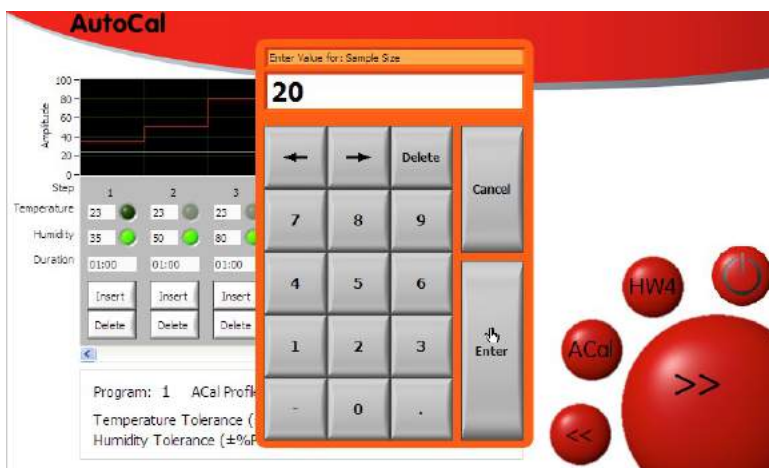 AutoCal
Enter Value for: Sample Size
20
100
80
60
40
20
0
Amplitude
← → Delete
Cancel
7 8 9
4 5 6
1 2 3
Enter
- 0 .
Step 1 2 3
Temperature 23 23 23
Humidity 35 50 80
Duration 01:00 01:00 01:00
Insert Insert Insert
Delete Delete Delete
<
Program: 1 ACal Profil
Temperature Tolerance (
Humidity Tolerance (±%
HW4
ACal
>>
<<